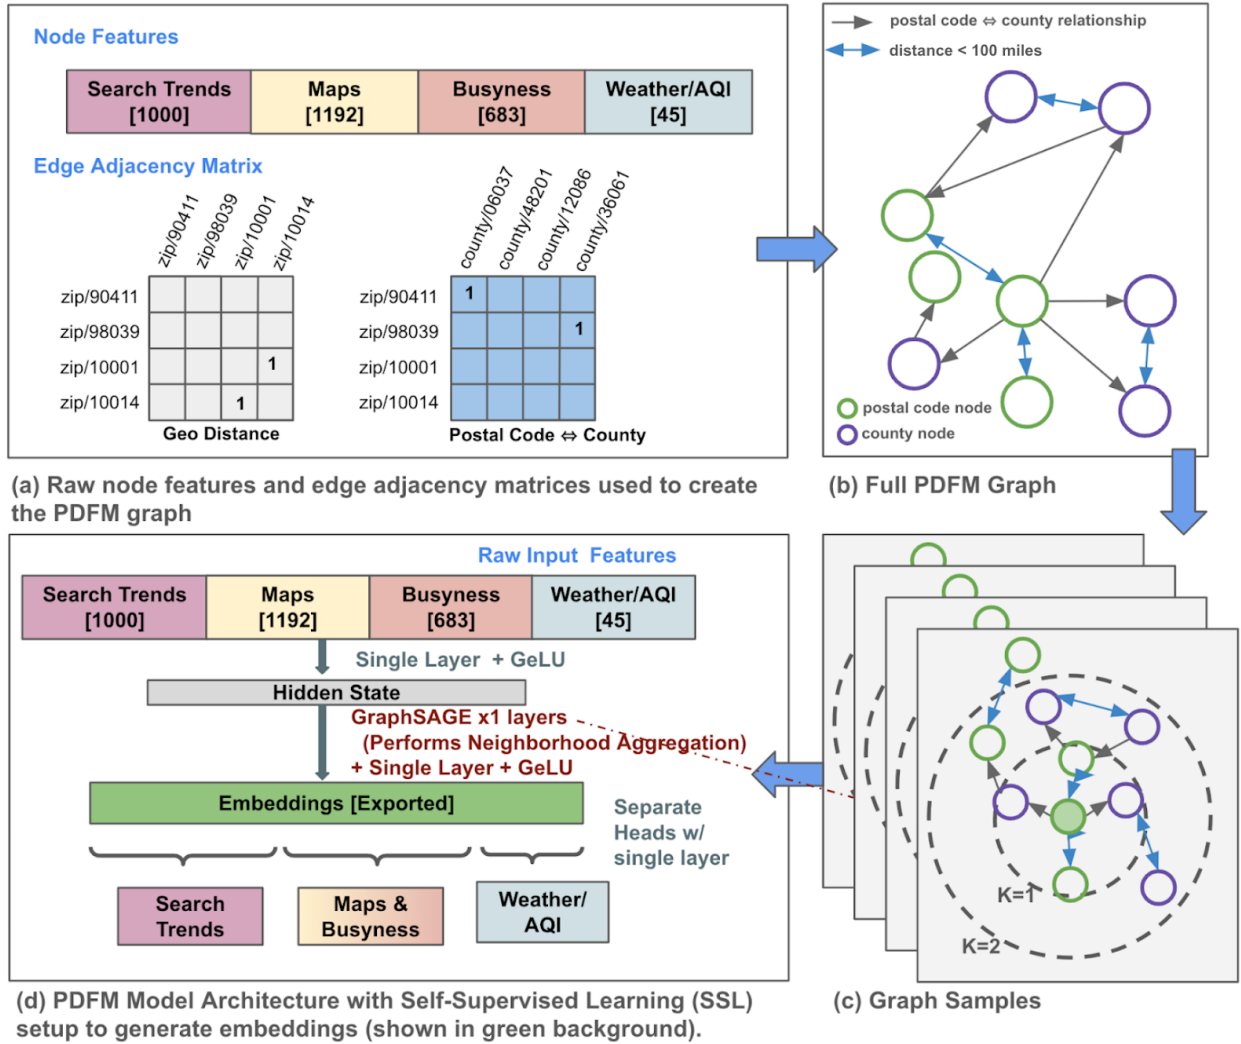 Node Features
Search Trends [1000]
Maps [1192]
Busyness [683]
Weather/AQI [45]
Edge Adjacency Matrix
zip/90411
zip/98039
zip/10001
zip/10014
zip/90411
zip/98039
zip/10001
1
zip/10014
1
Geo Distance
county/06037
county/48201
county/12086
county/36061
zip/90411
1
zip/98039
1
zip/10001
zip/10014
Postal Code ⇔ County
(a) Raw node features and edge adjacency matrices used to create
the PDFM graph
postal code ⇔ county relationship
distance < 100 miles
postal code node
county node
(b) Full PDFM Graph
Raw Input Features
Search Trends [1000]
Maps [1192]
Busyness [683]
Weather/AQI [45]
Single Layer + GeLU
Hidden State
GraphSAGE x1 layers
(Performs Neighborhood Aggregation)
+ Single Layer + GeLU
Embeddings [Exported]
Separate
Heads w/
single layer
Search
Trends
Maps &
Busyness
Weather/
AQI
(d) PDFM Model Architecture with Self-Supervised Learning (SSL)
setup to generate embeddings (shown in green background).
K=1
K=2
(c) Graph Samples